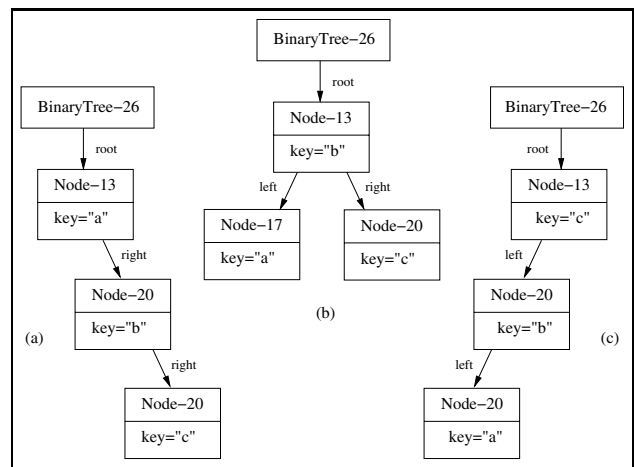 BinaryTree−26
root
Node−13
key="a"
right
Node−20
key="b"
right
Node−20
key="c"
(a)
BinaryTree−26
root
Node−13
key="b"
left
right
Node−17
key="a"
Node−20
key="c"
(b)
BinaryTree−26
root
Node−13
key="c"
left
Node−20
key="b"
left
Node−20
key="a"
(c)